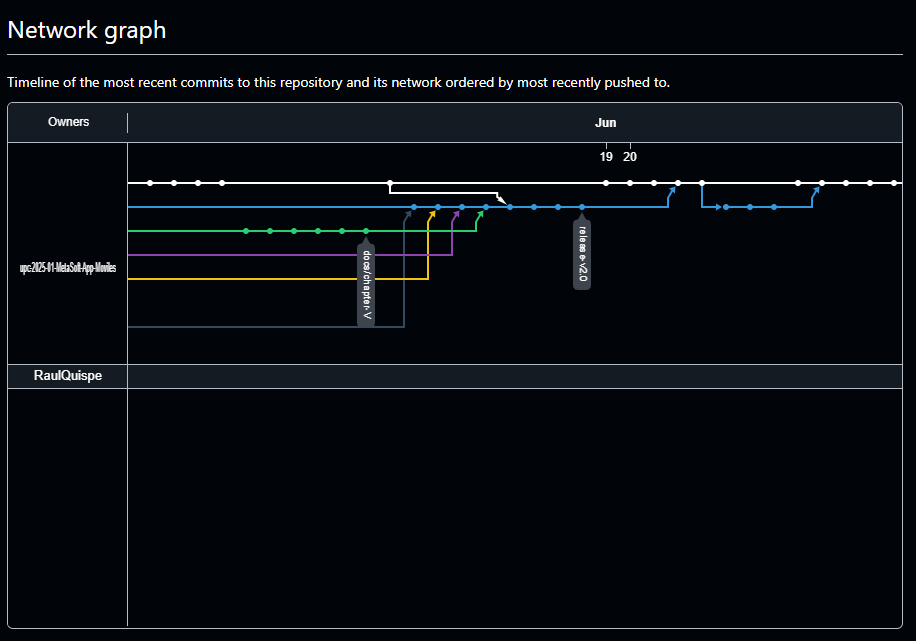 Network graph
Timeline of the most recent commits to this repository and its network ordered by most recently pushed to.
Owners
Jun
19 20
upc-2025-01-MetaSoft-App-Moviles
docs/chapter-V
release-v2.0
RaulQuispe